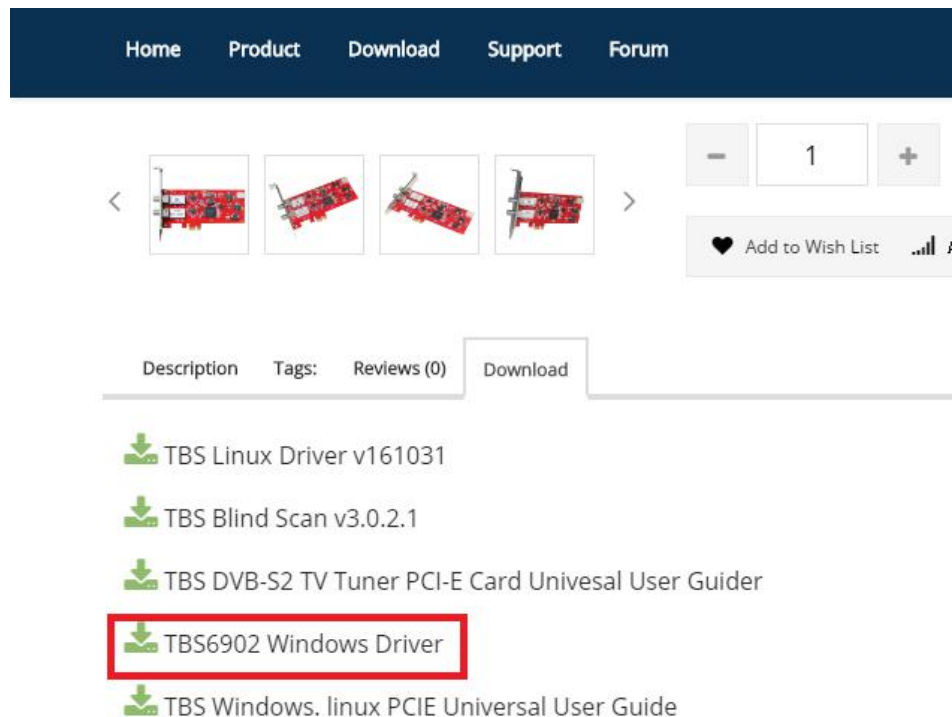 Home Product Download Support Forum
1
Add to Wish List
Description Tags: Reviews (0) Download
TBS Linux Driver v161031
TBS Blind Scan v3.0.2.1
TBS DVB-S2 TV Tuner PCI-E Card Univesal User Guider
TBS6902 Windows Driver
TBS Windows. linux PCIE Universal User Guide